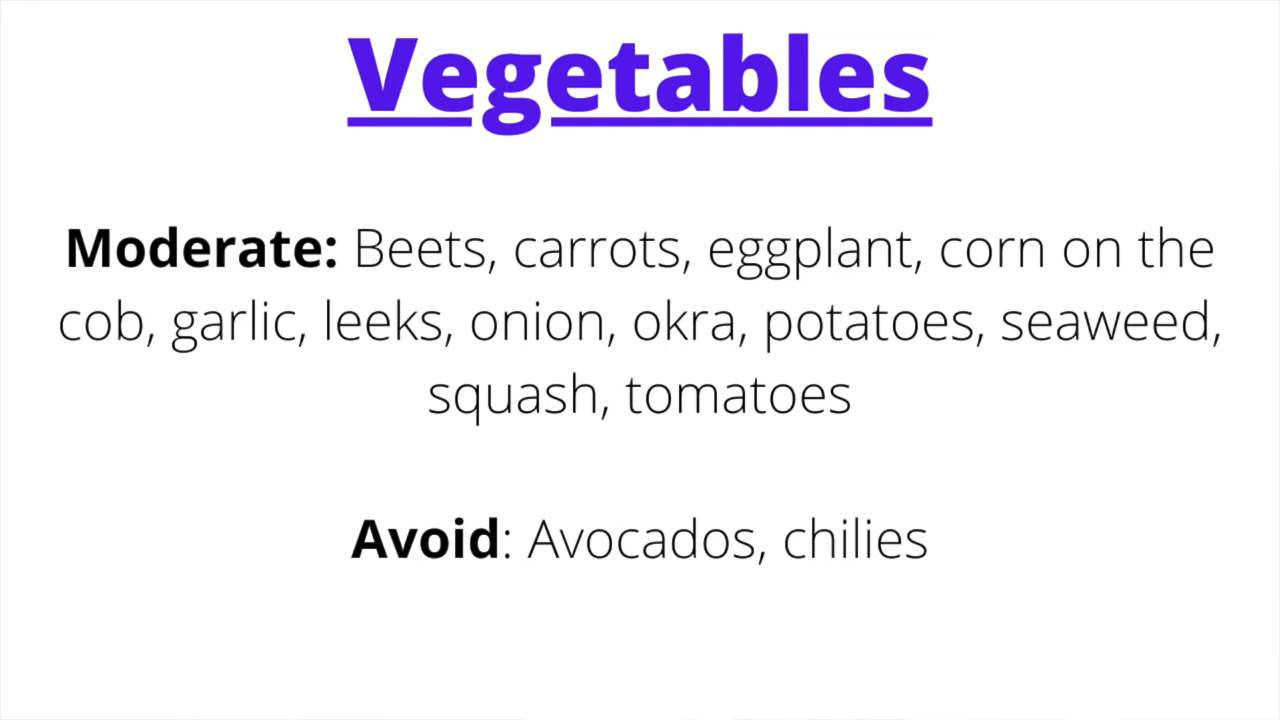 Vegetables
Moderate: Beets, carrots, eggplant, corn on the
cob, garlic, leeks, onion, okra, potatoes, seaweed,
squash, tomatoes
Avoid: Avocados, chilies